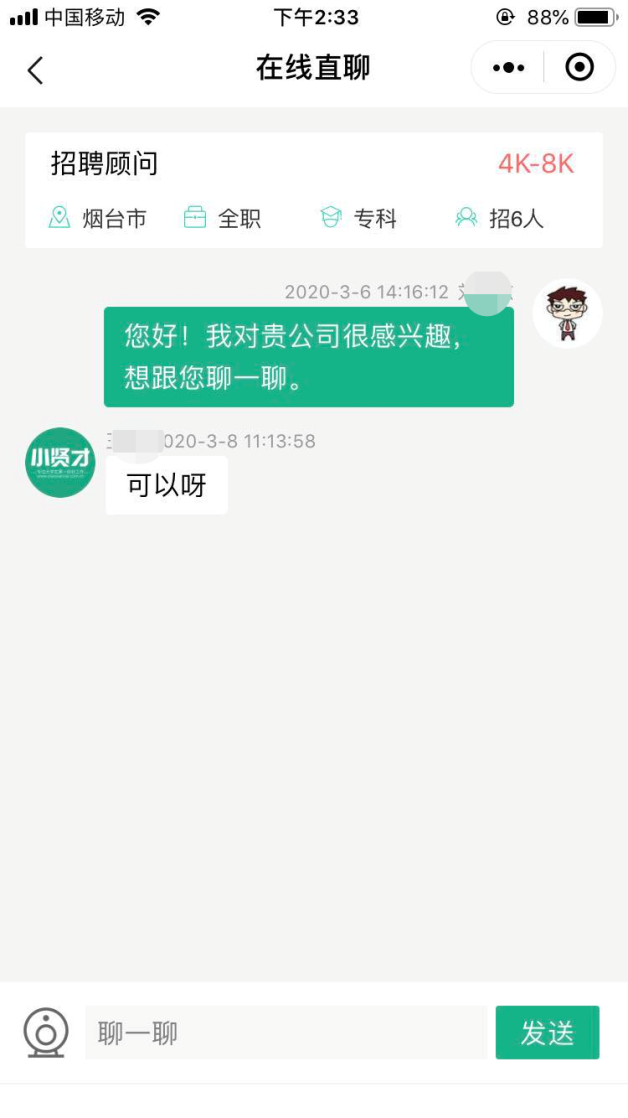 中国移动
下午2:33
88%
在线直聊
招聘顾问
4K-8K
烟台市 全职 专科 招6人
2020-3-6 14:16:12
您好！我对贵公司很感兴趣，
想跟您聊一聊。
020-3-8 11:13:58
小贤才
可以呀
聊一聊
发送